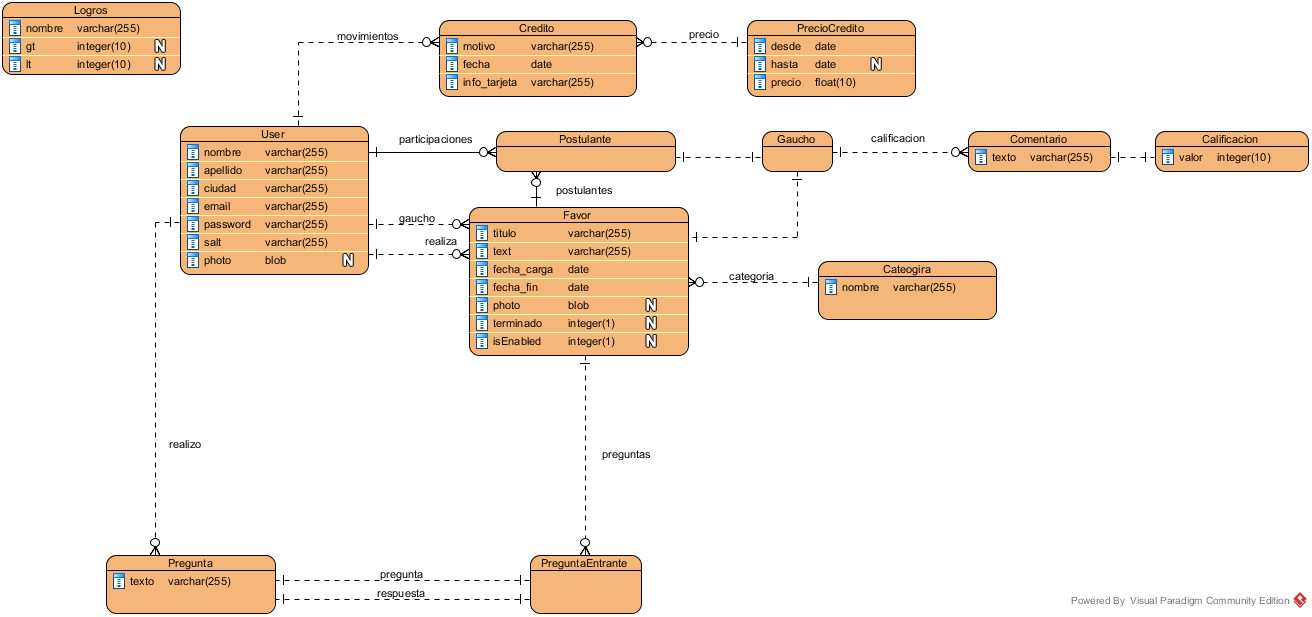 Logros
nombre varchar(255)
gt integer(10) N
lt integer(10) N
movimientos
Credito
motivo varchar(255)
fecha date
info_tarjeta varchar(255)
precio
PrecioCredito
desde date
hasta date N
precio float(10)
User
nombre varchar(255)
apellido varchar(255)
ciudad varchar(255)
email varchar(255)
password varchar(255)
salt varchar(255)
photo blob N
participaciones
Postulante
Gaucho
calificacion
Comentario
texto varchar(255)
Calificacion
valor integer(10)
postulantes
gaucho
realiza
Favor
titulo varchar(255)
text varchar(255)
fecha_carga date
fecha_fin date
photo blob N
terminado integer(1) N
isEnabled integer(1) N
categoria
Cateogira
nombre varchar(255)
realizo
preguntas
Pregunta
texto varchar(255)
pregunta
respuesta
PreguntaEntrante
Powered By Visual Paradigm Community Edition